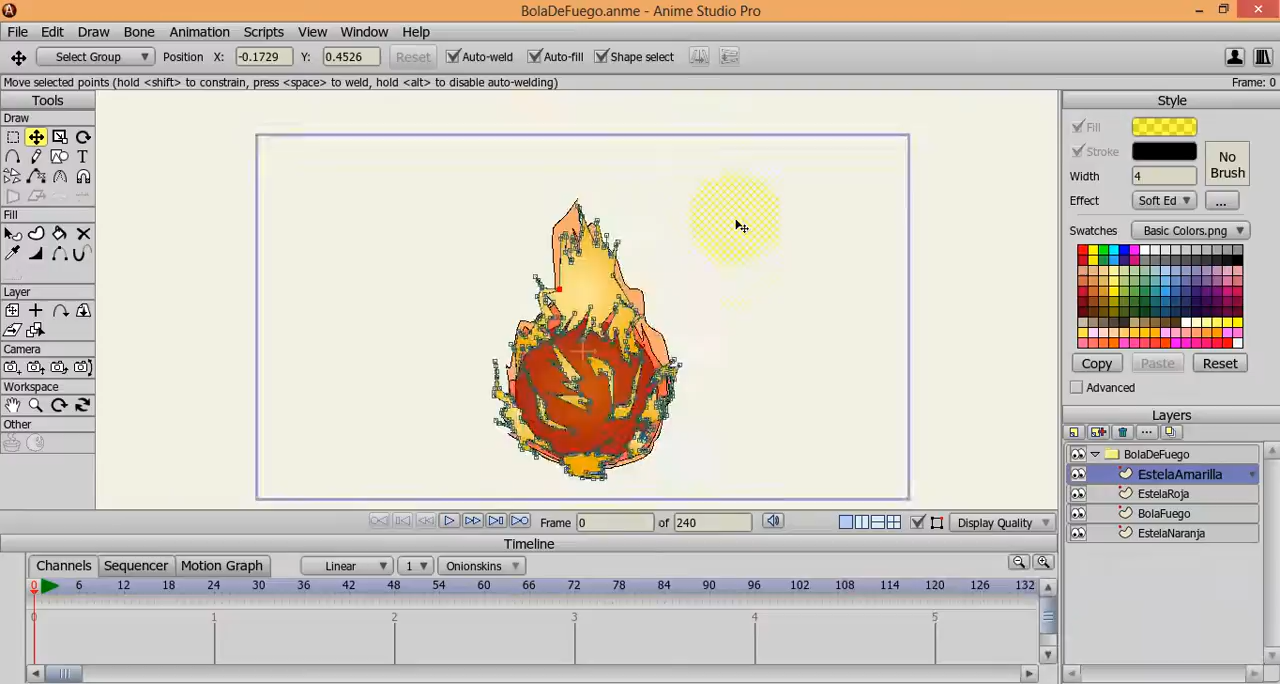 BolaDeFuego.anme - Anime Studio Pro
File Edit Draw Bone Animation Scripts View Window Help
Select Group Position X: -0.1729 Y: 0.4526 Reset Auto-weld Auto-fill Shape select
Move selected points (hold <shift> to constrain, press <space> to weld, hold <alt> to disable auto-welding) Frame: 0
Tools
Draw
T
Fill
Layer
Camera
Workspace
Other
Style
Fill
Stroke
No Brush
Width 4
Effect Soft Ed ...
Swatches Basic Colors.png
Copy Paste Reset
Advanced
Layers
BolaDeFuego
EstelaAmarilla
EstelaRoja
BolaFuego
EstelaNaranja
Frame 0 of 240 Display Quality
Timeline
Channels Sequencer Motion Graph Linear 1 Onionskins
0 6 12 18 24 30 36 42 48 54 60 66 72 78 84 90 96 102 108 114 120 126 132
0 1 2 3 4 5